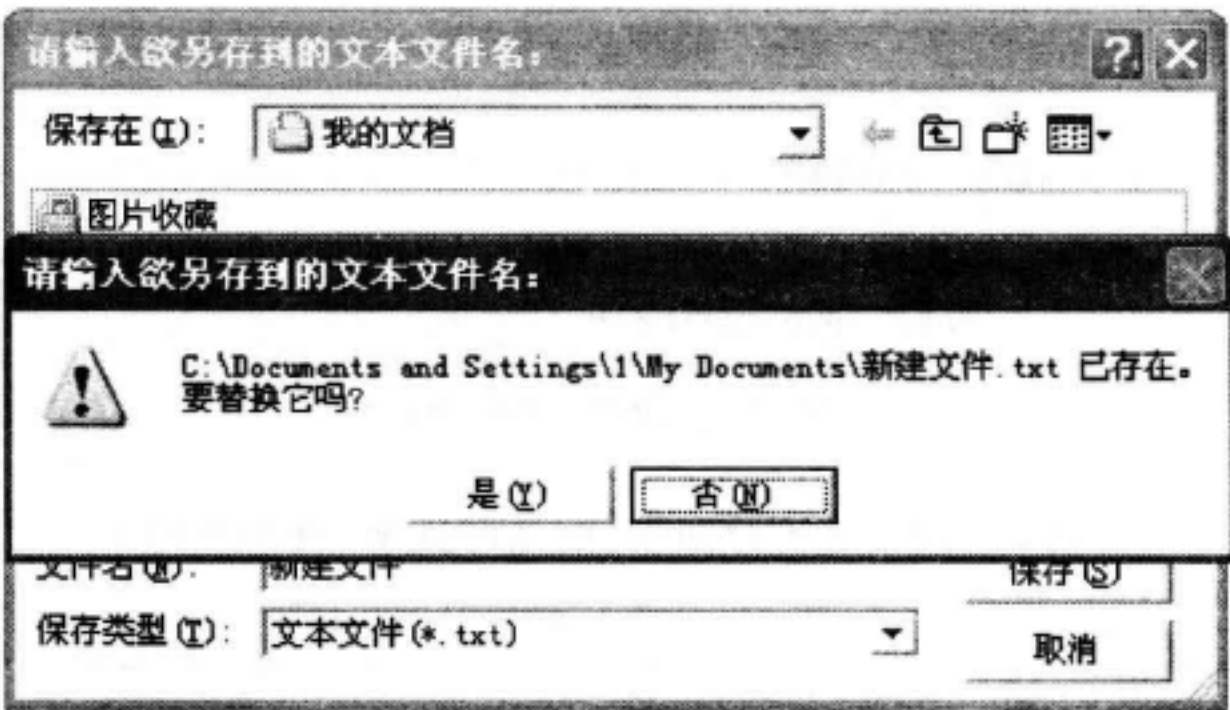 请输入欲另存到的文本文件名：
保存在(I)： 我的文档
图片收藏
请输入欲另存到的文本文件名：
C:\Documents and Settings\1\My Documents\新建文件.txt 已存在。
要替换它吗?
是(Y) 否(N)
文件名(N)： 新建文件 保存(S)
保存类型(T)： 文本文件(*.txt)
取消